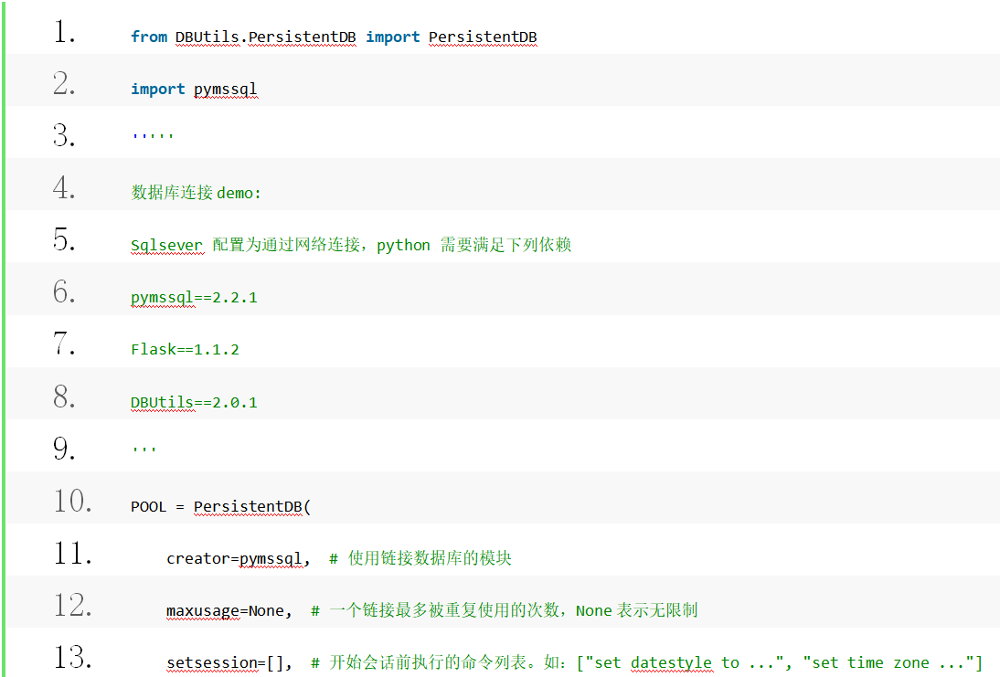 1. from DBUtils.PersistentDB import PersistentDB
2. import pymssql
3. '''''
4. 数据库连接 demo:
5. Sqlsever 配置为通过网络连接，python 需要满足下列依赖
6. pymssql==2.2.1
7. Flask==1.1.2
8. DBUtils==2.0.1
9. '''
10. POOL = PersistentDB(
11. creator=pymssql, # 使用链接数据库的模块
12. maxusage=None, # 一个链接最多被重复使用的次数，None 表示无限制
13. setsession=[], # 开始会话前执行的命令列表。如：["set datestyle to ...", "set time zone ..."]